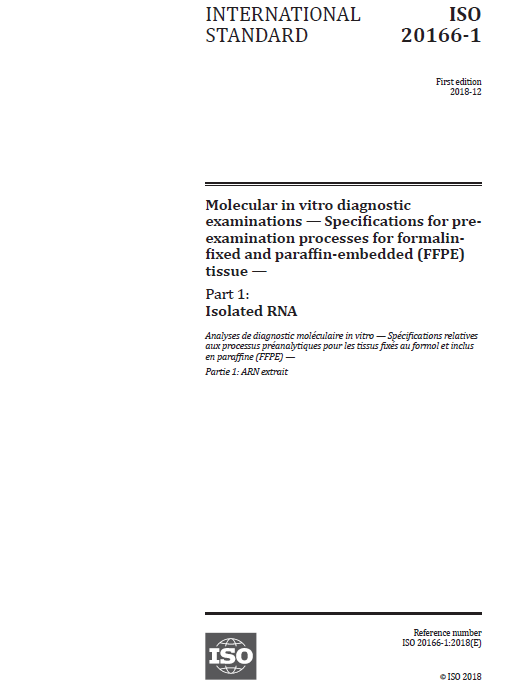 INTERNATIONAL
STANDARD
ISO
20166-1
First edition
2018-12
Molecular in vitro diagnostic
examinations — Specifications for pre-
examination processes for formalin-
fixed and paraffin-embedded (FFPE)
tissue —
Part 1:
Isolated RNA
Analyses de diagnostic moléculaire in vitro — Spécifications relatives
aux processus préanalytiques pour les tissus fixés au formol et inclus
en paraffine (FFPE) —
Partie 1: ARN extrait
ISO
Reference number
ISO 20166-1:2018(E)
© ISO 2018